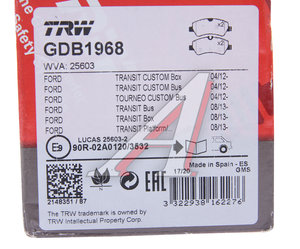 TRW
x2
x2
GDB1968
WVA: 25603
FORD TRANSIT CUSTOM Box 04/12-
FORD TRANSIT CUSTOM Bus 04/12-
FORD TOURNEO CUSTOM Bus 04/12-
FORD TRANSIT Bus 08/13-
FORD TRANSIT Box 08/13-
FORD TRANSIT Platform/.. 08/13-
LUCAS 25603-2
E9 90R-02A0120/3532
Made in Spain - ES
17/20 GMS
2148351 / B7
EAC
The TRW trademark is owned by
TRW Intellectual Property Corp.
3 322938 162276